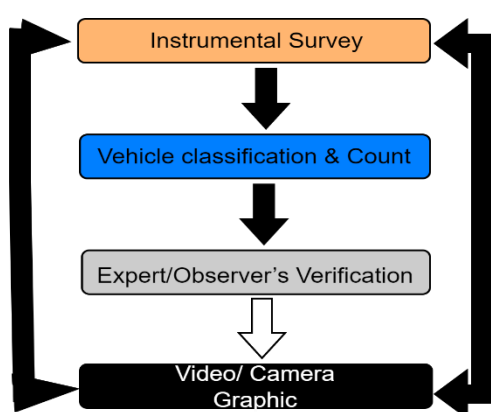 Instrumental Survey
Vehicle classification & Count
Expert/Observer’s Verification
Video/ Camera
Graphic